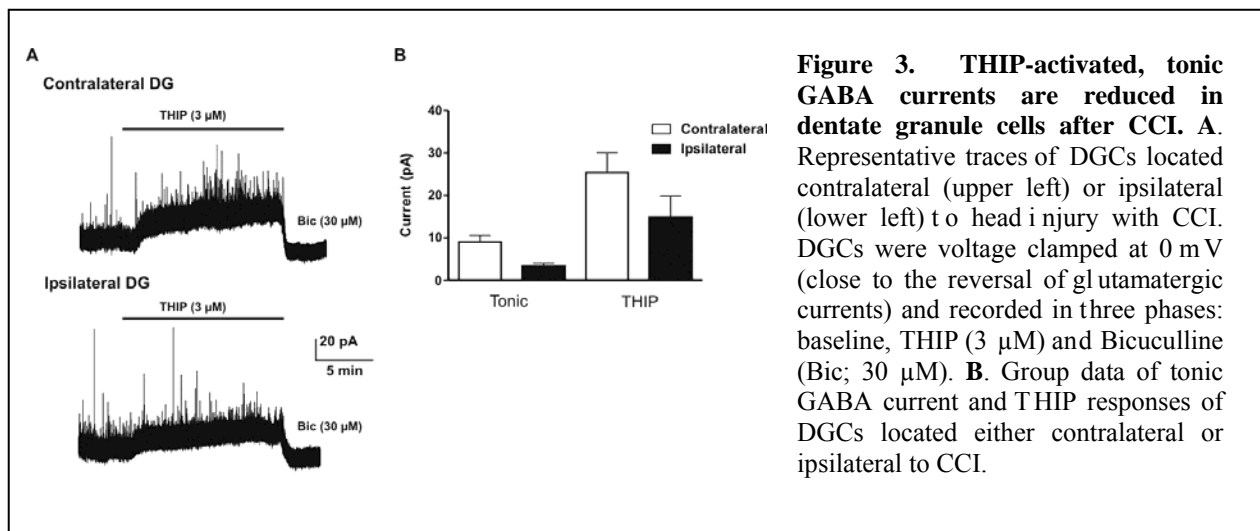 A
Contralateral DG
THIP (3 µM)
Bic (30 µM)
Ipsilateral DG
THIP (3 µM)
20 pA
5 min
Bic (30 µM)
B
40
30
20
10
0
Current (pA)
Contralateral
Ipsilateral
Tonic
THIP
Figure 3. THIP-activated, tonic
GABA currents are reduced in
dentate granule cells after CCI. A.
Representative traces of DGCs located
contralateral (upper left) or ipsilateral
(lower left) t o head i njury with CCI.
DGCs were voltage clamped at 0 mV
(close to the reversal of gl utamatergic
currents) and recorded in three phases:
baseline, THIP (3 µM) and Bicuculline
(Bic; 30 µM). B. Group data of tonic
GABA current and T HIP responses of
DGCs located either contralateral or
ipsilateral to CCI.